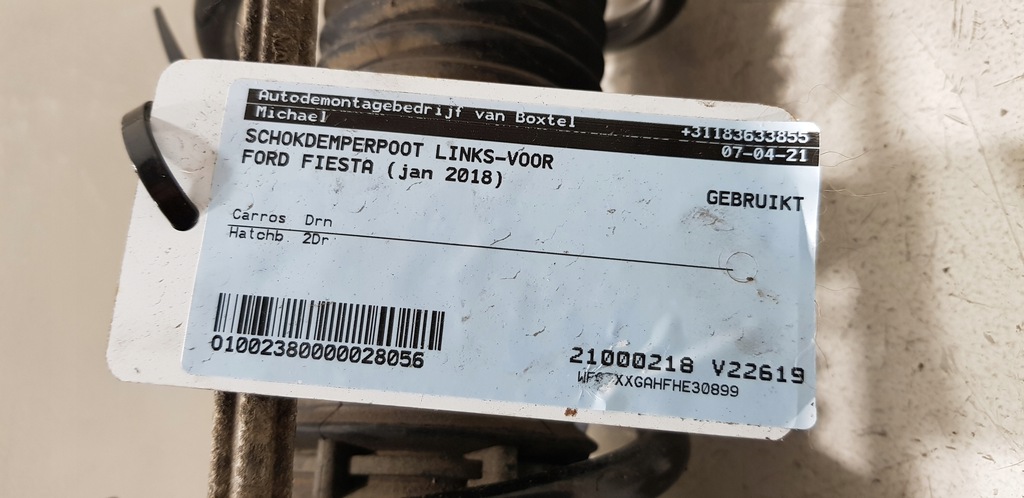 Autodemontagebedrijf van Boxtel +31183633855
Michael 07-04-21
SCHOKDEMPERPOOT LINKS-VOOR
FORD FIESTA (jan 2018)
GEBRUIKT
Carros Drn
Hatchb 2Dr
01002380000028056
21000218 V22619